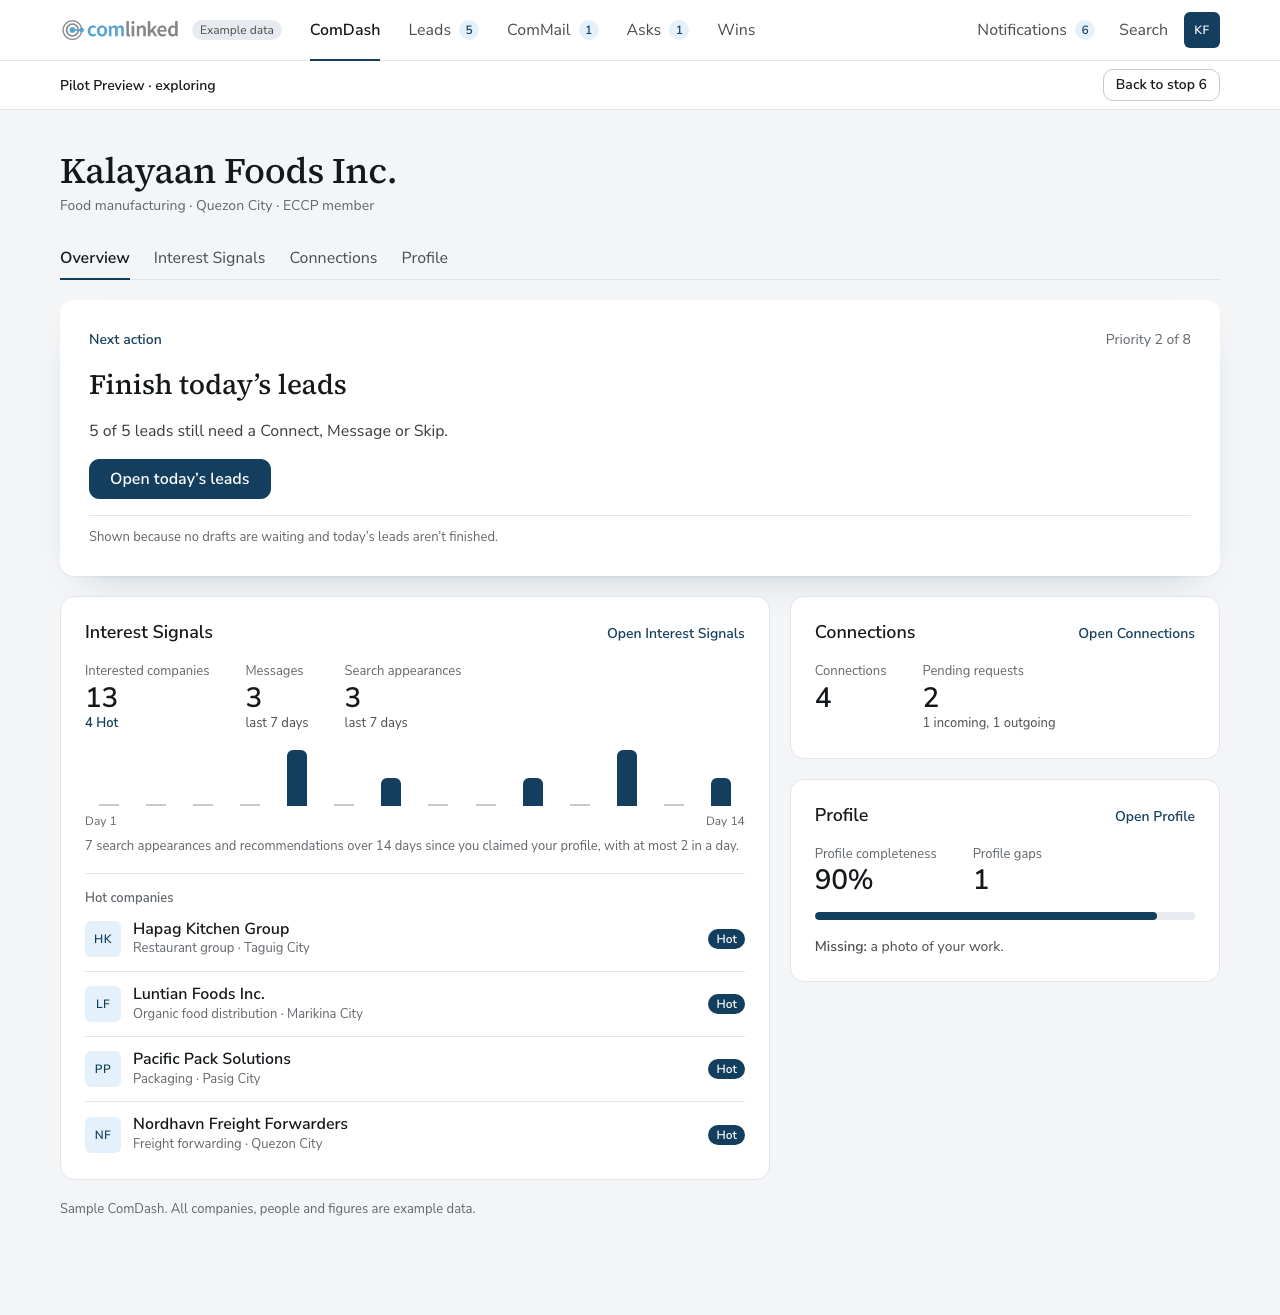 comlinked Example data ComDash Leads 5 ComMail 1 Asks 1 Wins Notifications 6 Search KF
Pilot Preview · exploring Back to stop 6
Kalayaan Foods Inc.
Food manufacturing · Quezon City · ECCP member
Overview Interest Signals Connections Profile
Next action Priority 2 of 8
Finish today’s leads
5 of 5 leads still need a Connect, Message or Skip.
Open today’s leads
Shown because no drafts are waiting and today’s leads aren’t finished.
Interest Signals Open Interest Signals
Interested companies Messages Search appearances
13 3 3
4 Hot last 7 days last 7 days
Day 1 Day 14
7 search appearances and recommendations over 14 days since you claimed your profile, with at most 2 in a day.
Hot companies
HK Hapag Kitchen Group Hot
Restaurant group · Taguig City
LF Luntian Foods Inc. Hot
Organic food distribution · Marikina City
PP Pacific Pack Solutions Hot
Packaging · Pasig City
NF Nordhavn Freight Forwarders Hot
Freight forwarding · Quezon City
Connections Open Connections
Connections Pending requests
4 2
1 incoming, 1 outgoing
Profile Open Profile
Profile completeness Profile gaps
90% 1
Missing: a photo of your work.
Sample ComDash. All companies, people and figures are example data.